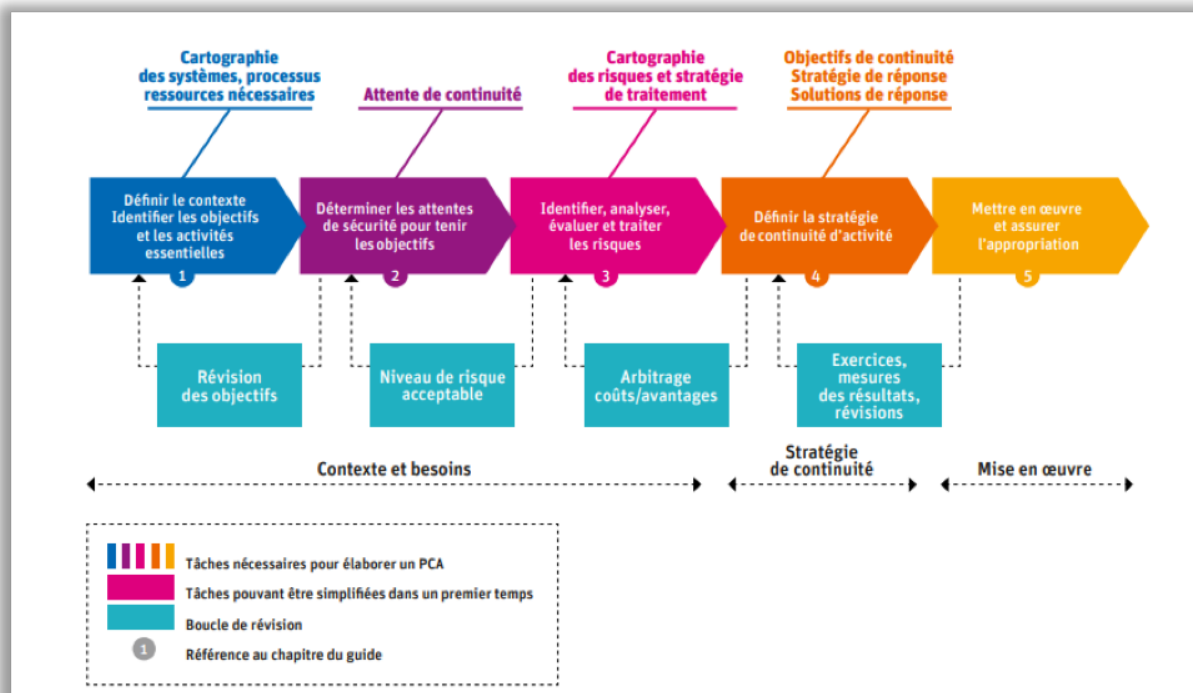 Cartographie
des systèmes, processus
ressources nécessaires
Attente de continuité
Cartographie
des risques et stratégie
de traitement
Objectifs de continuité
Stratégie de réponse
Solutions de réponse
Définir le contexte
Identifier les objectifs
et les activités
essentielles
1
Déterminer les attentes
de sécurité pour tenir
les objectifs
2
Identifier, analyser,
évaluer et traiter
les risques
3
Définir la stratégie
de continuité d'activité
4
Mettre en œuvre
et assurer
l'appropriation
5
Révision
des objectifs
Niveau de risque
acceptable
Arbitrage
coûts/avantages
Exercices,
mesures
des résultats,
révisions
Contexte et besoins
Stratégie
de continuité
Mise en œuvre
Tâches nécessaires pour élaborer un PCA
Tâches pouvant être simplifiées dans un premier temps
Boucle de révision
1 Référence au chapitre du guide